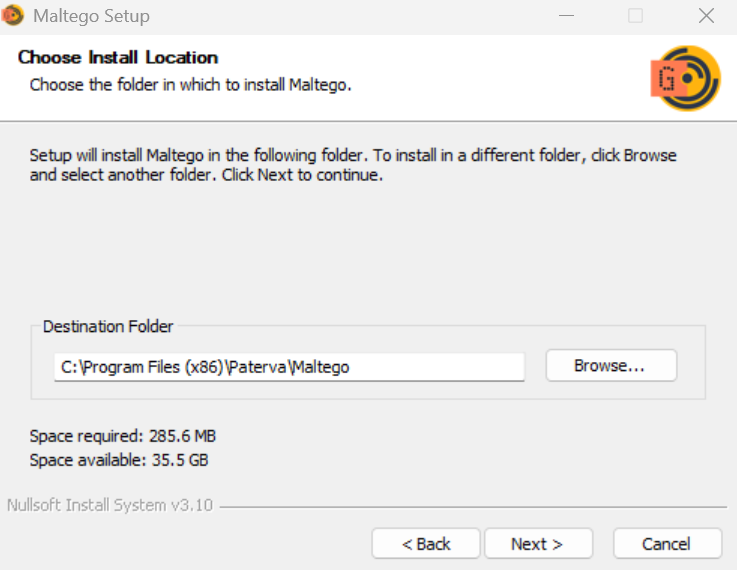 Maltego Setup
Choose Install Location
Choose the folder in which to install Maltego.
G
Setup will install Maltego in the following folder. To install in a different folder, click Browse
and select another folder. Click Next to continue.
Destination Folder
C:\Program Files (x86)\Paterva\Maltego
Browse...
Space required: 285.6 MB
Space available: 35.5 GB
Nullsoft Install System v3.10
< Back
Next >
Cancel